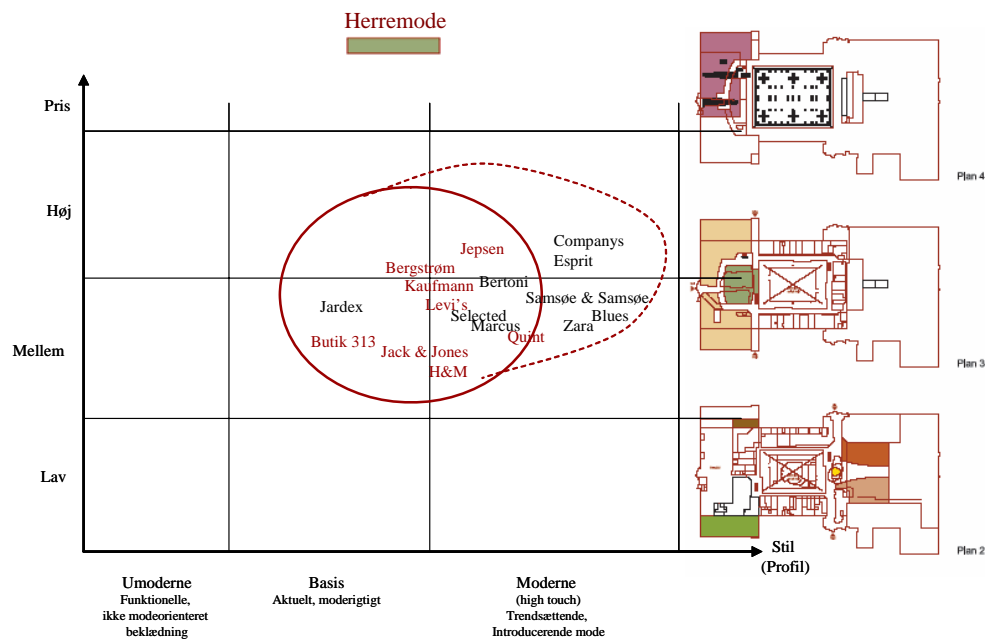 Herremode
Pris
Høj
Mellem
Lav
Jepsen
Companys
Esprit
Bergstrøm
Kaufmann
Bertoni
Levi's
Jardex
Samsøe & Samsøe
Selected
Blues
Marcus
Zara
Butik 313
Quint
Jack & Jones
H&M
Plan 4
Plan 3
Plan 2
Stil
(Profil)
Umoderne
Funktionelle,
ikke modeorienteret
beklædning
Basis
Aktuelt, moderigtigt
Moderne
(high touch)
Trendsættende,
Introducerende mode